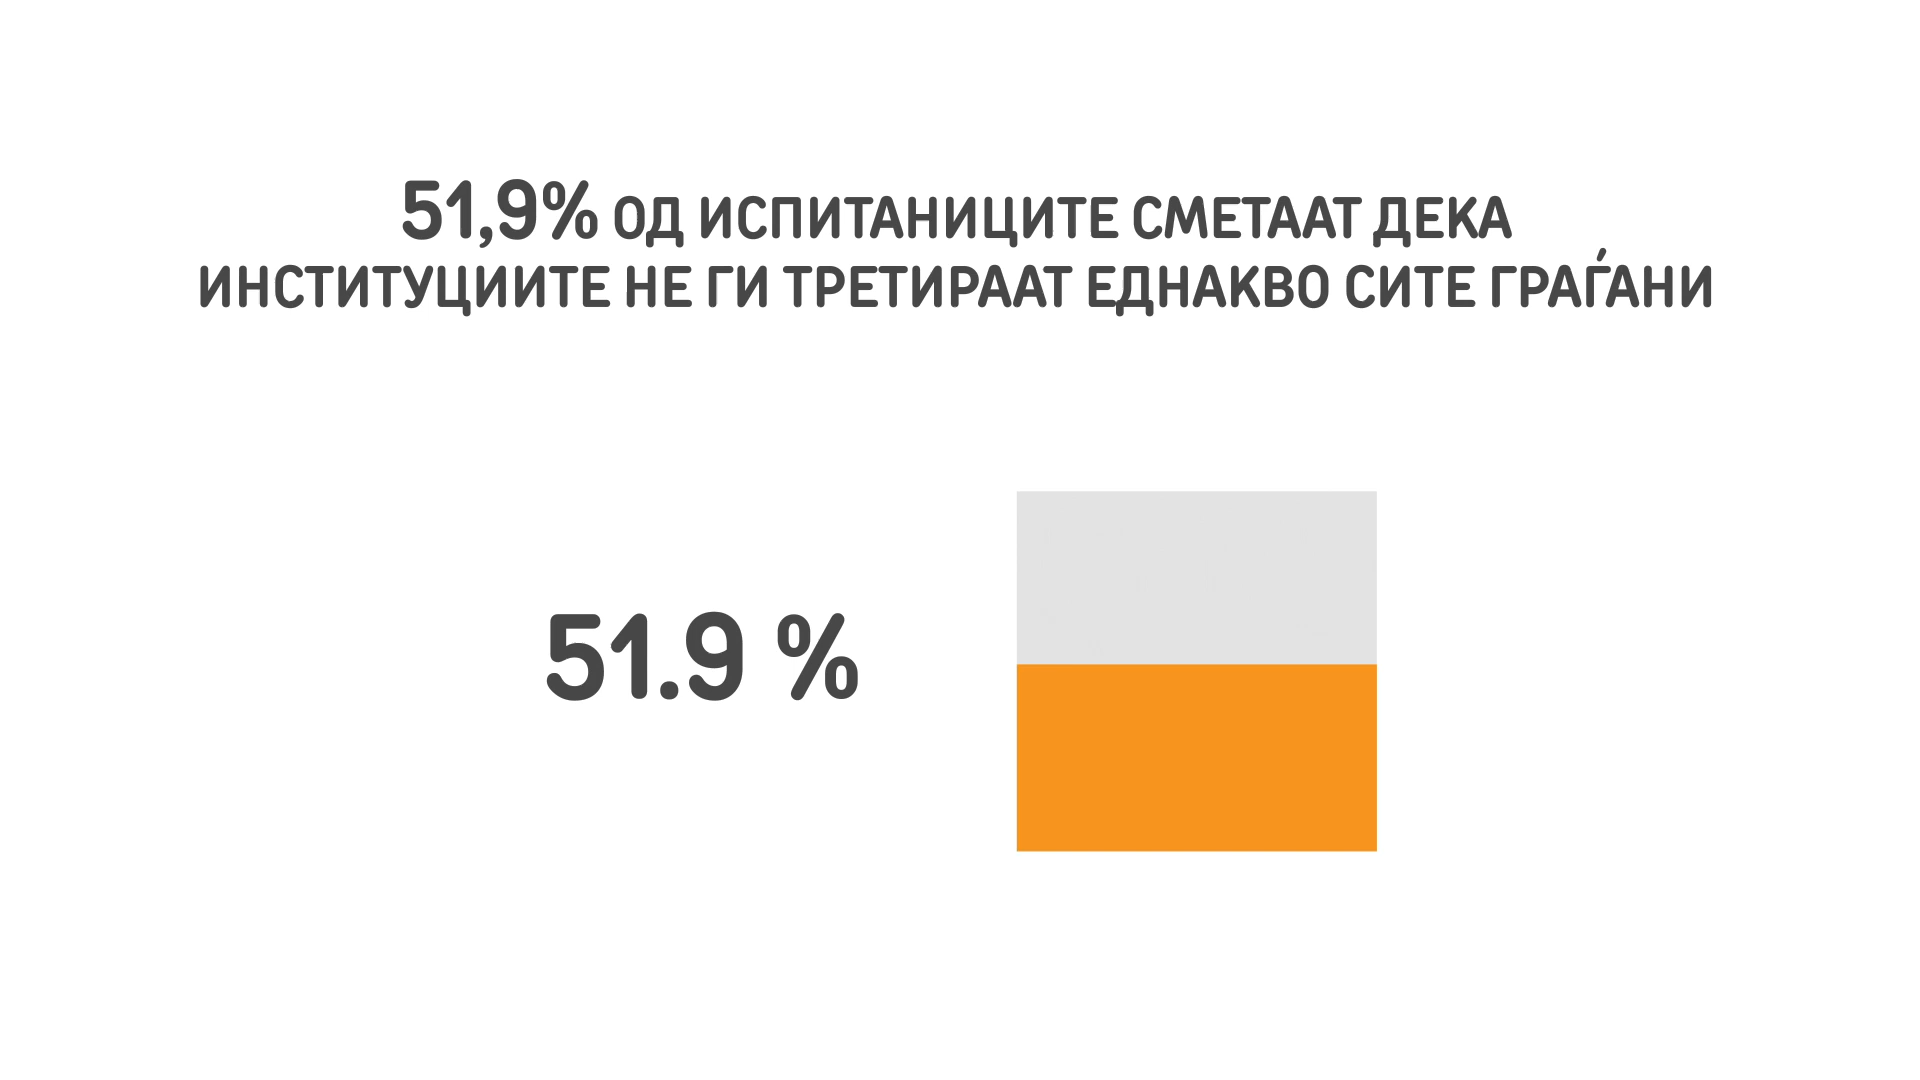 51,9% ОД ИСПИТАНИЦИТЕ СМЕТААТ ДЕКА
ИНСТИТУЦИИТЕ НЕ ГИ ТРЕТИРААТ ЕДНАКВО СИТЕ ГРАЃАНИ
51.9 %